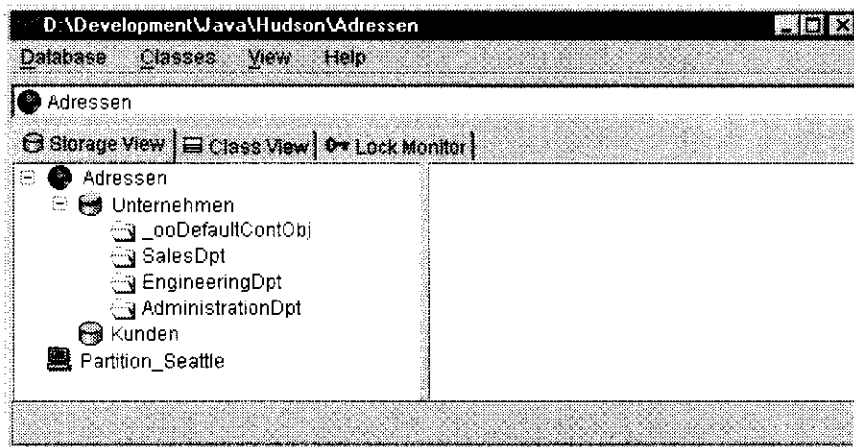 D:\Development\Java\Hudson\Adressen
Database Classes View Help
Adressen
Storage View Class View Lock Monitor
Adressen
Unternehmen
_ooDefaultContObj
SalesDpt
EngineeringDpt
AdministrationDpt
Kunden
Partition_Seattle